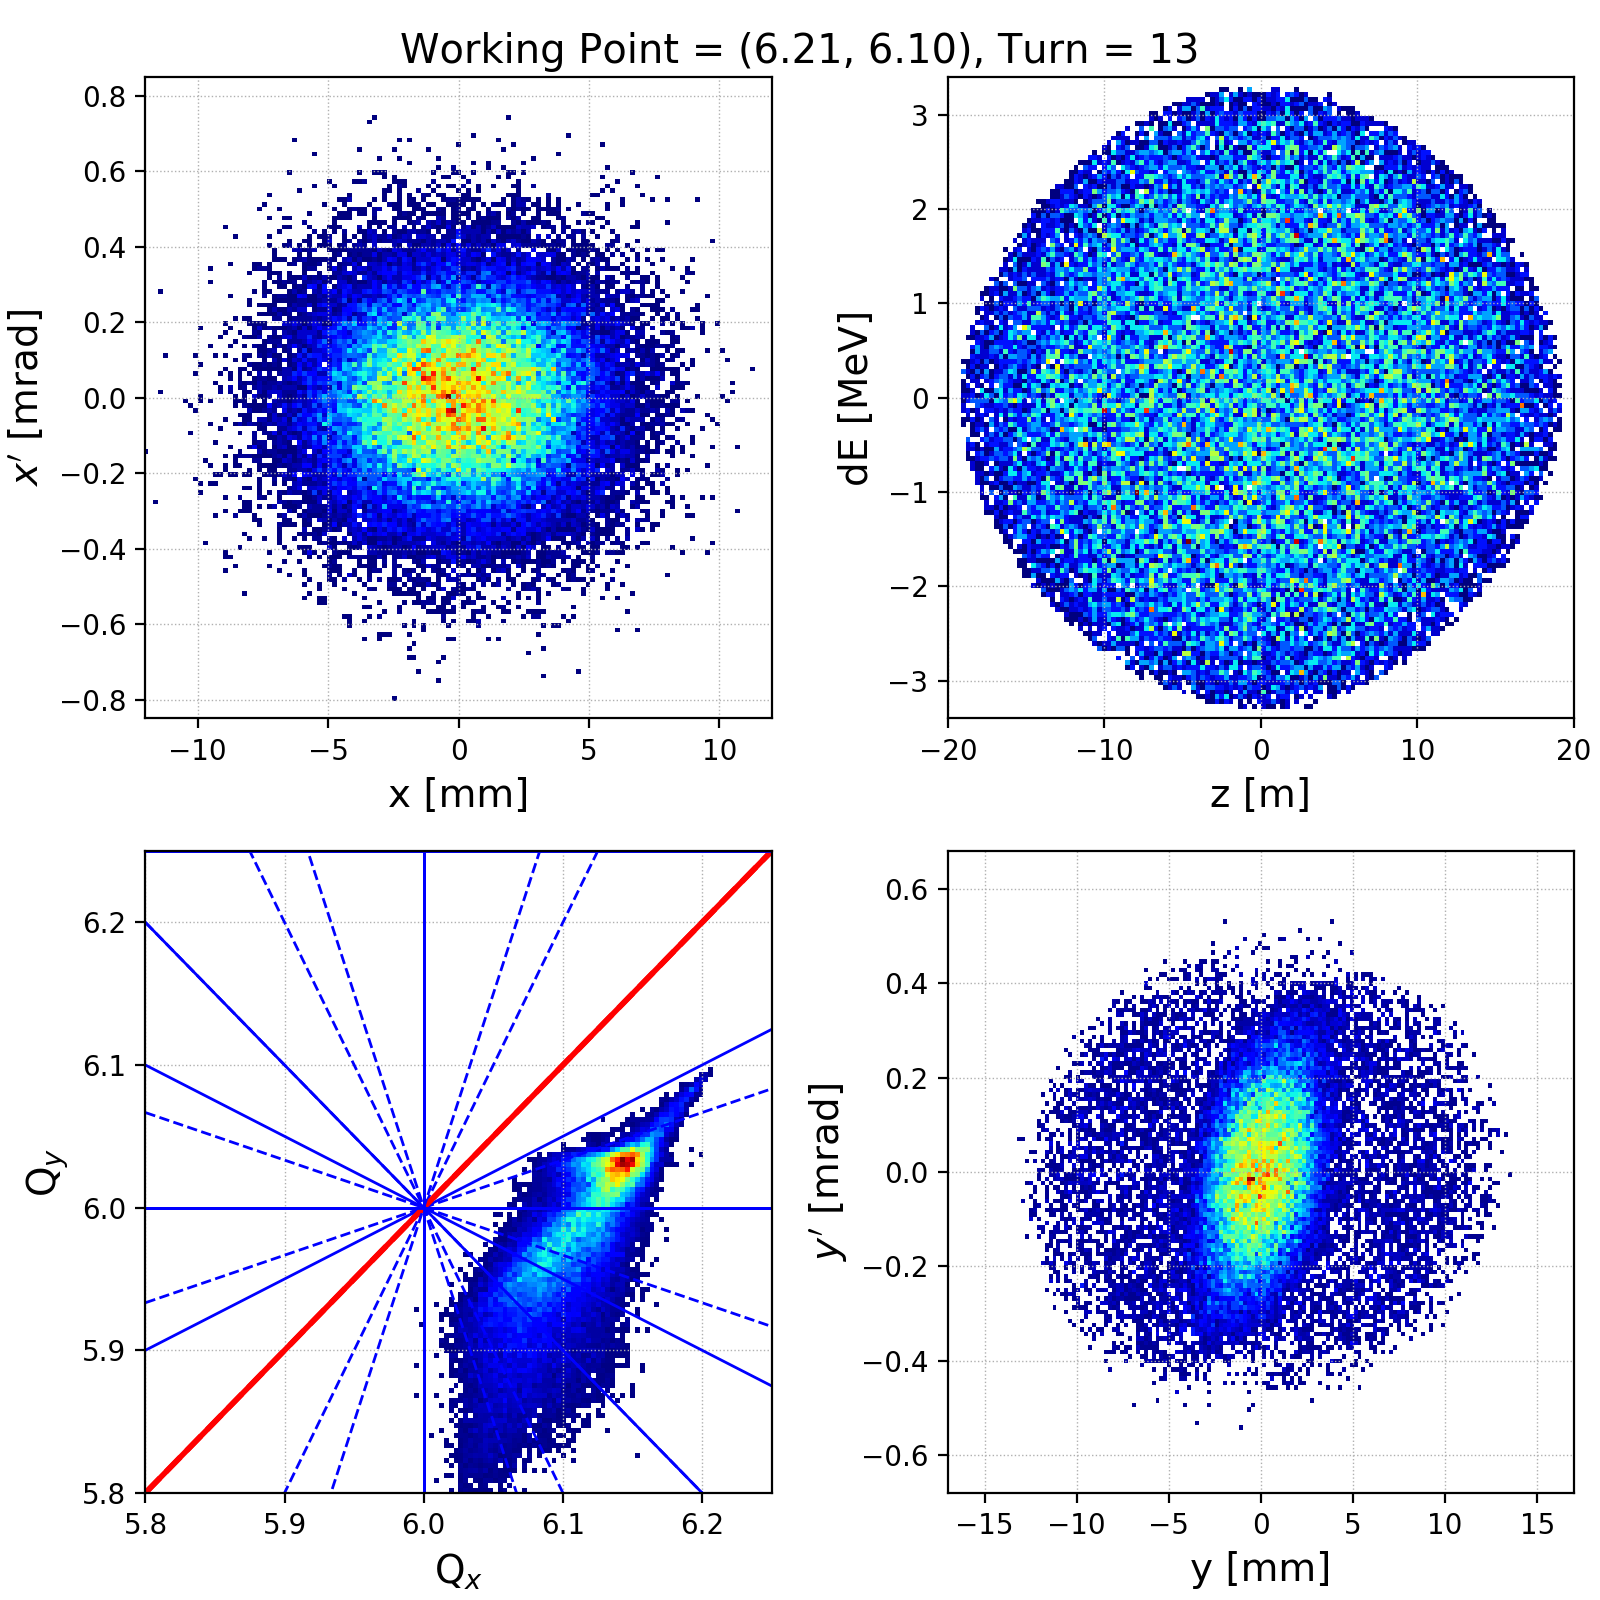 Working Point = (6.21, 6.10), Turn = 13
0.8
0.6
0.4
0.2
0.0
−0.2
−0.4
−0.6
−0.8
x′ [mrad]
−10 −5 0 5 10
x [mm]
3
2
1
0
−1
−2
−3
dE [MeV]
−20 −10 0 10 20
z [m]
6.2
6.1
6.0
5.9
5.8
Qy
5.8 5.9 6.0 6.1 6.2
Qx
0.6
0.4
0.2
0.0
−0.2
−0.4
−0.6
y′ [mrad]
−15 −10 −5 0 5 10 15
y [mm]